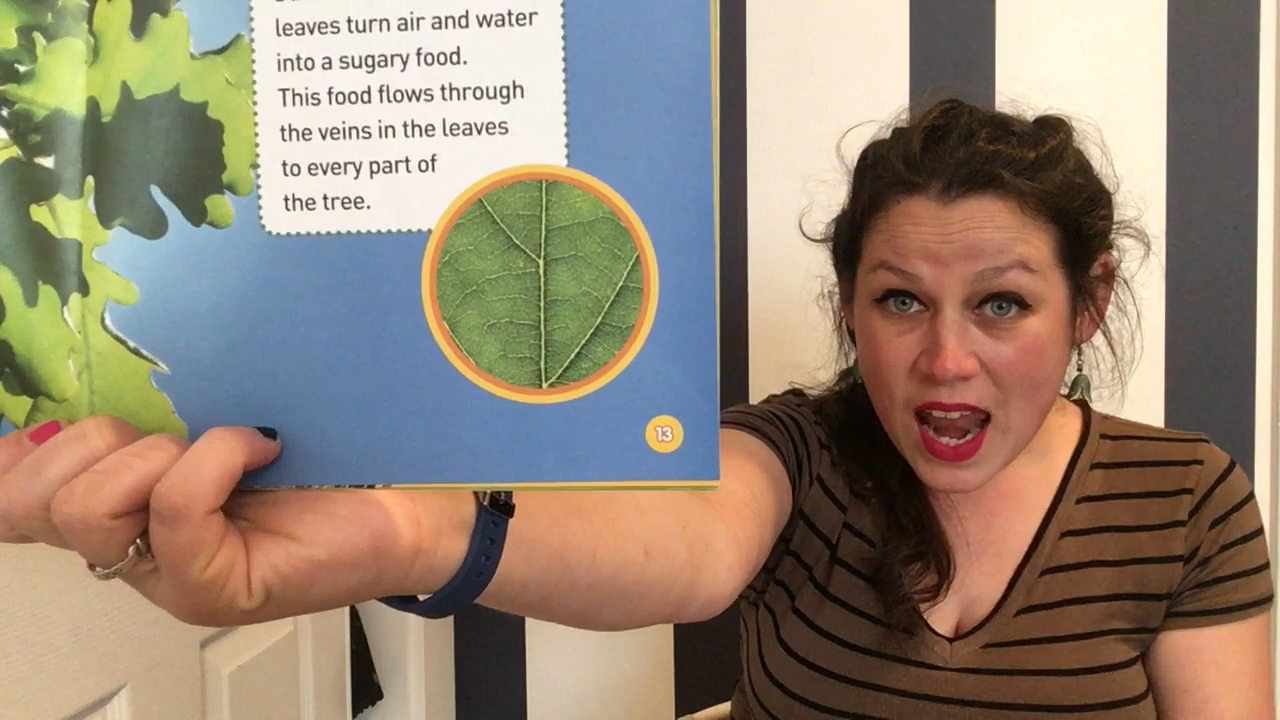 leaves turn air and water
into a sugary food.
This food flows through
the veins in the leaves
to every part of
the tree.
13